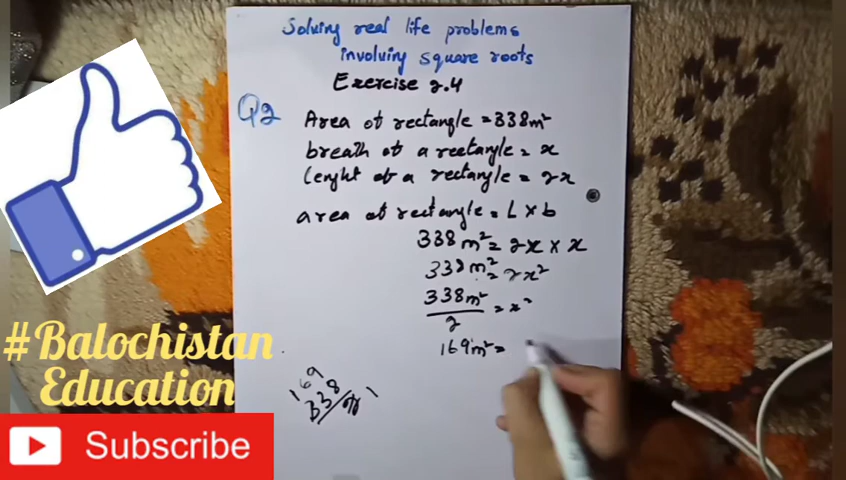 Solving real life problems
involving square roots
Exercise 2.4
Q2
Area of rectangle = 338m²
breath of a rectangle = x
lenght of a rectangle = 2x
area of rectangle = L × b
338 m² = 2x × x
338 m² = 2x²
338m²
2
= x²
169m² =
169
338
#Balochistan
Education
Subscribe